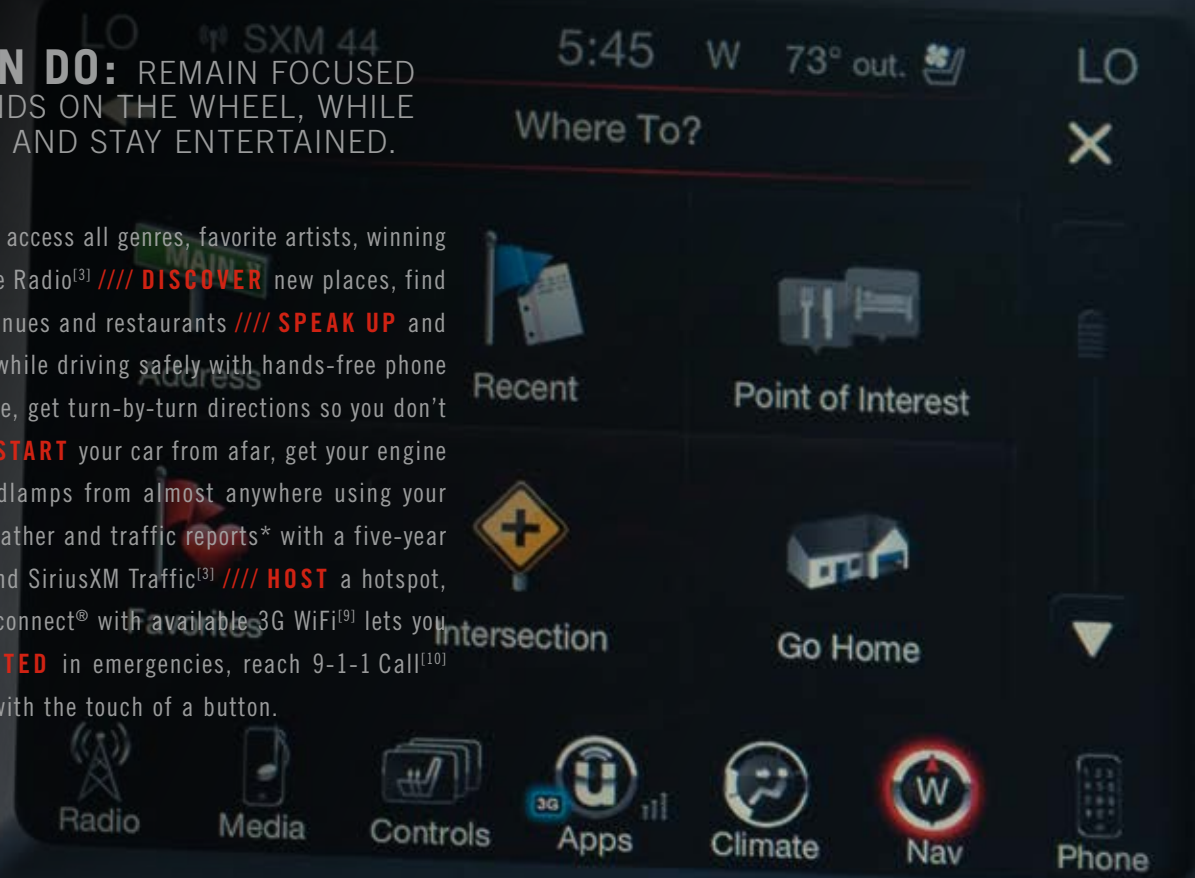 LO
SXM 44
5:45
W
73° out.
LO
N DO: REMAIN FOCUSED
NDS ON THE WHEEL, WHILE
AND STAY ENTERTAINED.
Where To?
access all genres, favorite artists, winning
e Radio[3] //// DISCOVER new places, find
nues and restaurants //// SPEAK UP and
while driving safely with hands-free phone
e, get turn-by-turn directions so you don't
START your car from afar, get your engine
dlamps from almost anywhere using your
ather and traffic reports* with a five-year
nd SiriusXM Traffic[3] //// HOST a hotspot,
connect® with available 3G WiFi[9] lets you
TED in emergencies, reach 9-1-1 Call[10]
with the touch of a button.
MAIN
Address
Recent
Point of Interest
Favorites
Intersection
Go Home
Radio
Media
Controls
3G
Apps
Climate
W
Nav
Phone